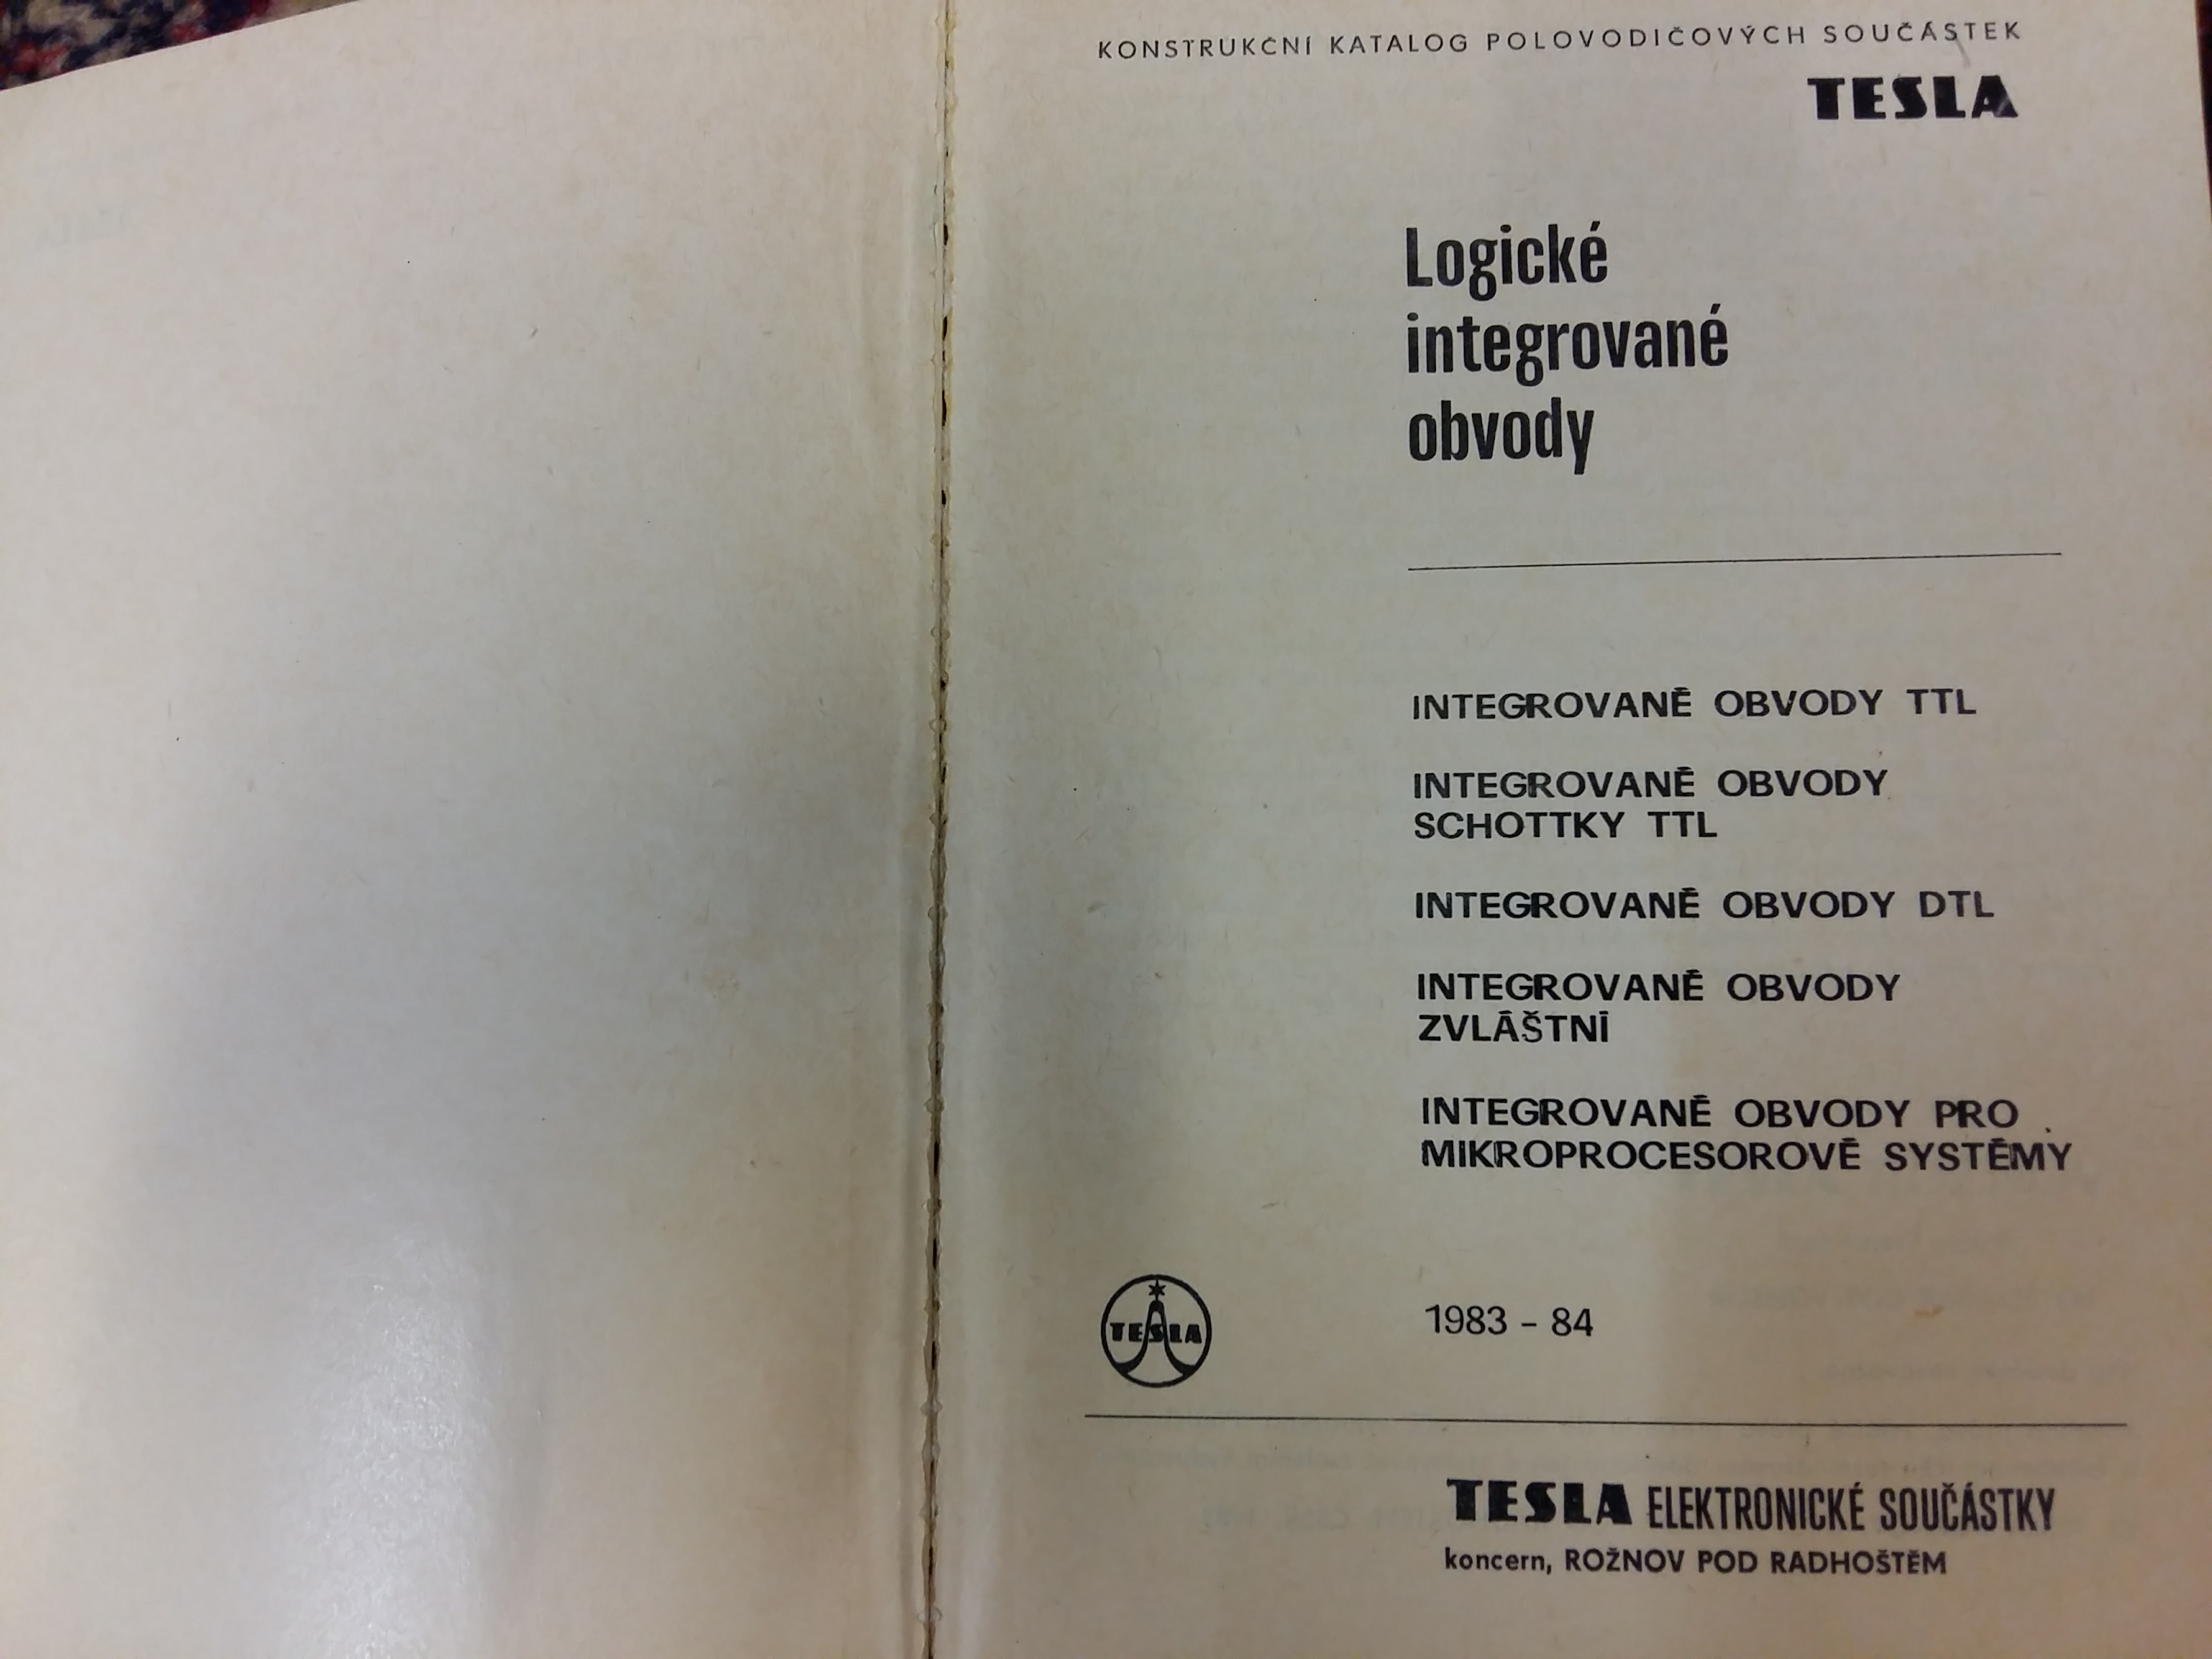 KONSTRUKČNÍ KATALOG POLOVODIČOVÝCH SOUČÁSTEK
TESLA
Logické
integrované
obvody
INTEGROVANÉ OBVODY TTL
INTEGROVANÉ OBVODY
SCHOTTKY TTL
INTEGROVANÉ OBVODY DTL
INTEGROVANÉ OBVODY
ZVLÁŠTNÍ
INTEGROVANÉ OBVODY PRO
MIKROPROCESOROVÉ SYSTÉMY
TESLA
1983 – 84
TESLA ELEKTRONICKÉ SOUČÁSTKY
koncern, ROŽNOV POD RADHOŠTĚM